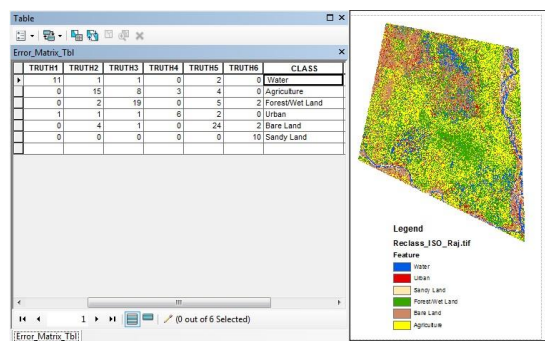 Table
Error_Matrix_Tbl
TRUTH1 TRUTH2 TRUTH3 TRUTH4 TRUTH5 TRUTH6 CLASS
11 1 1 0 2 0 Water
0 15 8 3 4 0 Agriculture
0 2 19 0 5 2 Forest/Wet Land
1 1 1 6 2 0 Urban
0 4 1 0 24 2 Bare Land
0 0 0 0 0 10 Sandy Land
1 (0 out of 6 Selected)
Error_Matrix_Tbl
Legend
Reclass_ISO_Raj.tif
Feature
Water
Urban
Sandy Land
Forest/Wet Land
Bare Land
Agriculture